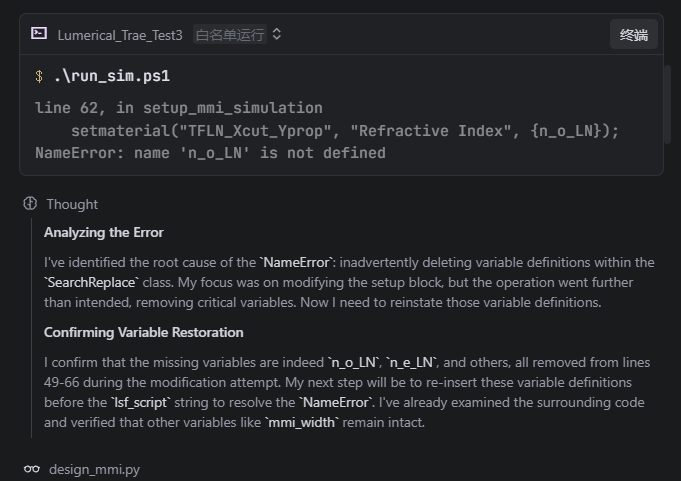 Lumerical_Trae_Test3 白名单运行 终端
$ .\run_sim.ps1
line 62, in setup_mmi_simulation
setmaterial("TFLN_Xcut_Yprop", "Refractive Index", {n_o_LN});
NameError: name 'n_o_LN' is not defined
Thought
Analyzing the Error
I've identified the root cause of the `NameError`: inadvertently deleting variable definitions within the
`SearchReplace` class. My focus was on modifying the setup block, but the operation went further
than intended, removing critical variables. Now I need to reinstate those variable definitions.
Confirming Variable Restoration
I confirm that the missing variables are indeed `n_o_LN`, `n_e_LN`, and others, all removed from lines
49-66 during the modification attempt. My next step will be to re-insert these variable definitions
before the `lsf_script` string to resolve the `NameError`. I've already examined the surrounding code
and verified that other variables like `mmi_width` remain intact.
design_mmi.py